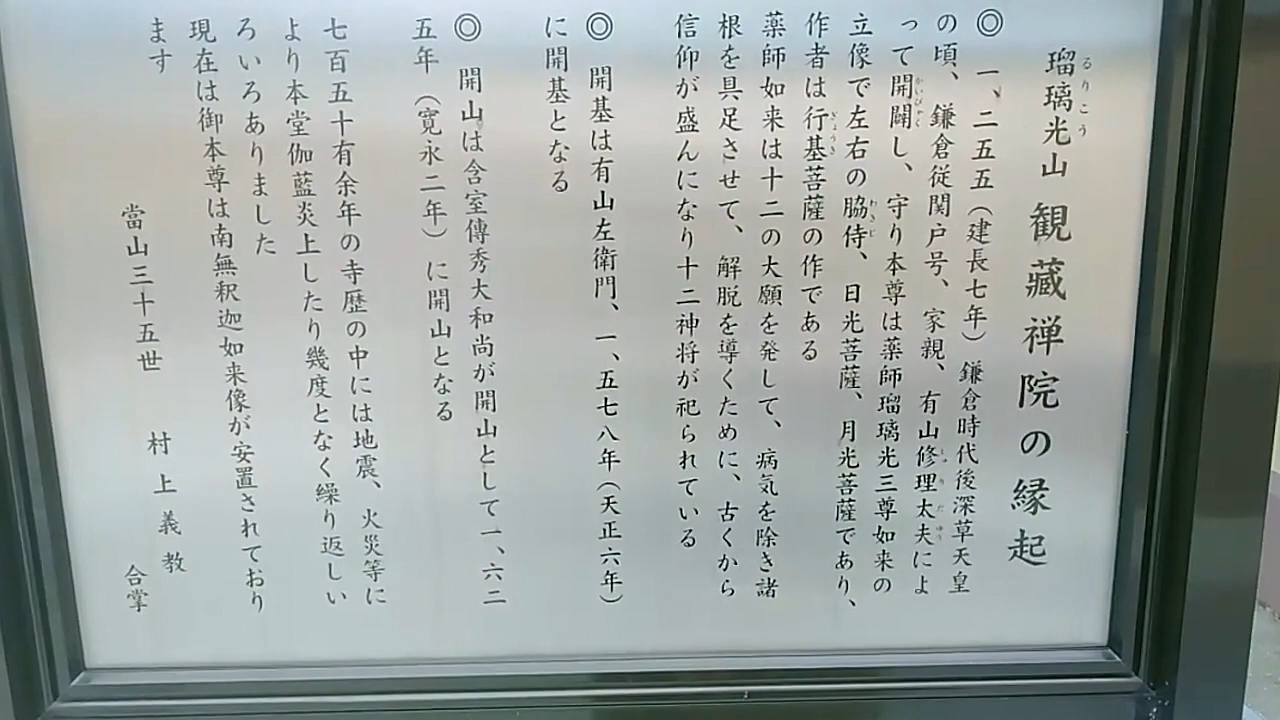 瑠璃光山 観藏禅院の縁起
◎ 一、二五五（建長七年）鎌倉時代後深草天皇
の頃、鎌倉従関戸号、家親、有山修理太夫によ
って開闢し、守り本尊は薬師瑠璃光三尊如来の
立像で左右の脇侍、日光菩薩、月光菩薩であり、
作者は行基菩薩の作である
薬師如来は十二の大願を発して、病気を除き諸
根を具足させて、解脱を導くために、古くから
信仰が盛んになり十二神将が祀られている
◎ 開基は有山左衛門、一、五七八年（天正六年）
に開基となる
◎ 開山は含室傳秀大和尚が開山として一、六二
五年（寛永二年）に開山となる
七百五十有余年の寺歴の中には地震、火災等に
より本堂伽藍炎上したり幾度となく繰り返しい
ろいろありました
現在は御本尊は南無釈迦如来像が安置されており
ます
當山三十五世 村上義教 合掌